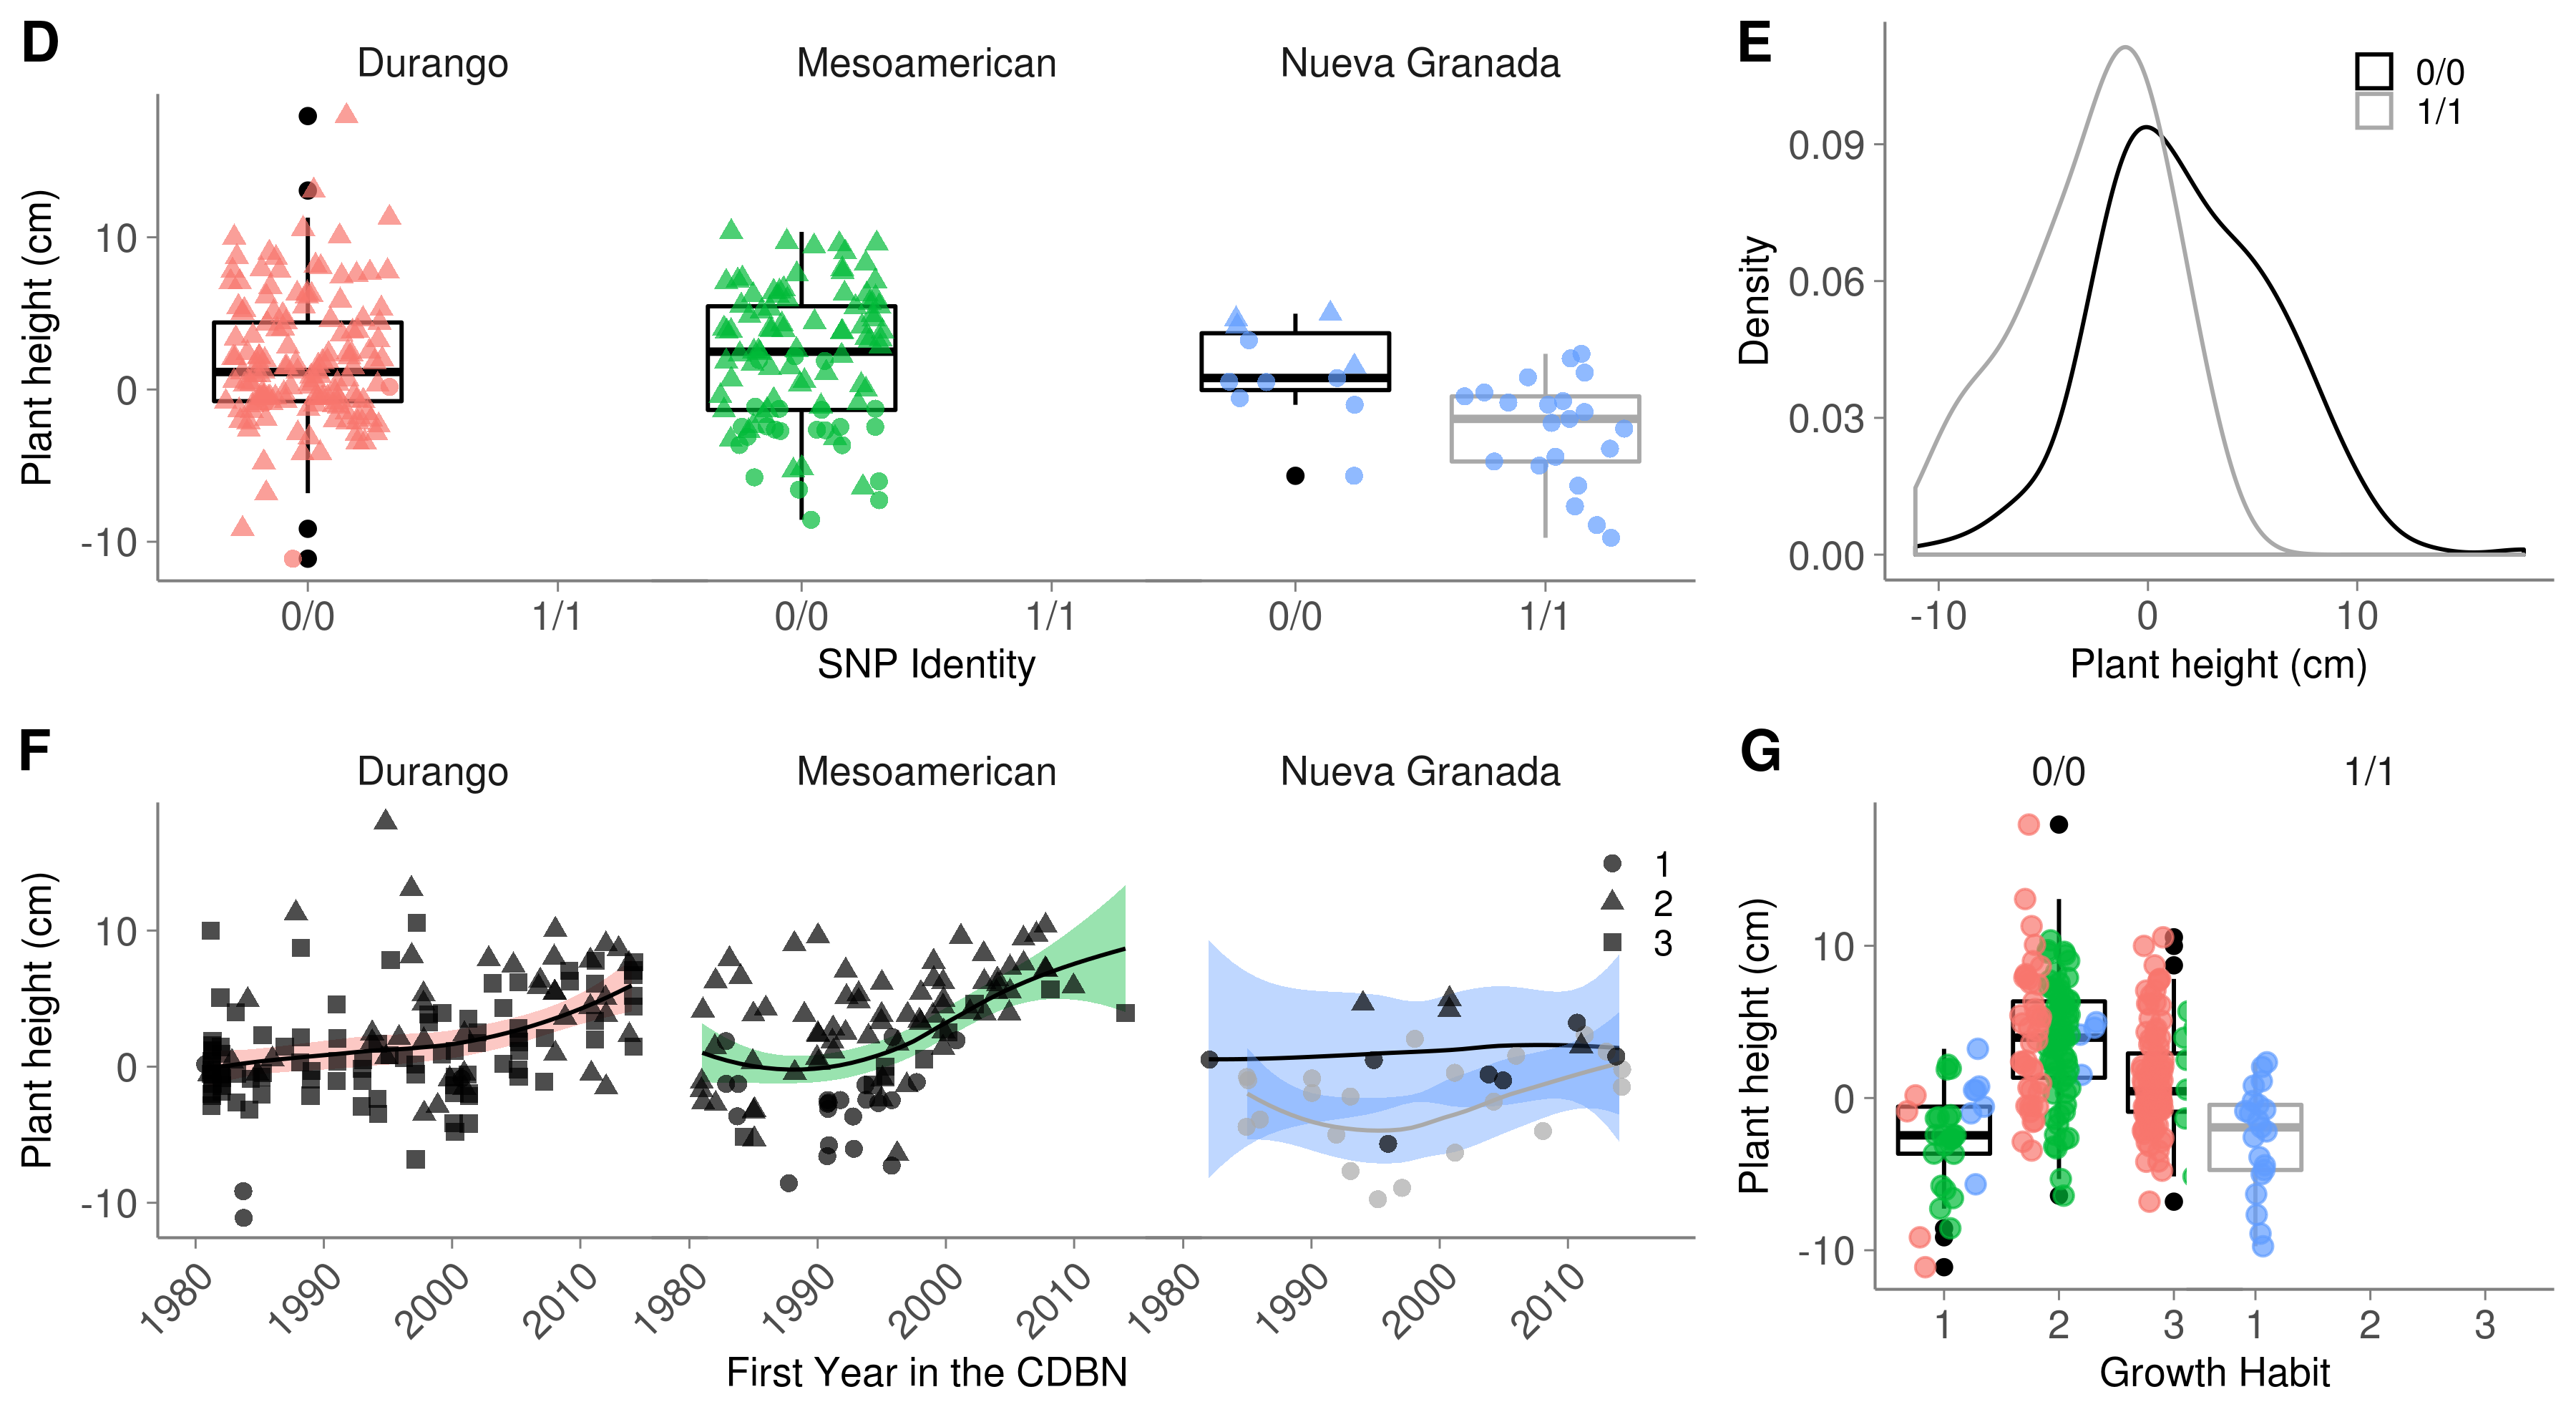 D
Durango Mesoamerican Nueva Granada
Plant height (cm)
10
0
-10
0/0 1/1 0/0 1/1 0/0 1/1
SNP Identity
E
0/0
1/1
Density
0.09
0.06
0.03
0.00
-10 0 10
Plant height (cm)
F
Durango Mesoamerican Nueva Granada
Plant height (cm)
10
0
-10
1
2
3
1980 1990 2000 2010 1980 1990 2000 2010 1980 1990 2000 2010
First Year in the CDBN
G
0/0 1/1
Plant height (cm)
10
0
-10
1 2 3 1 2 3
Growth Habit